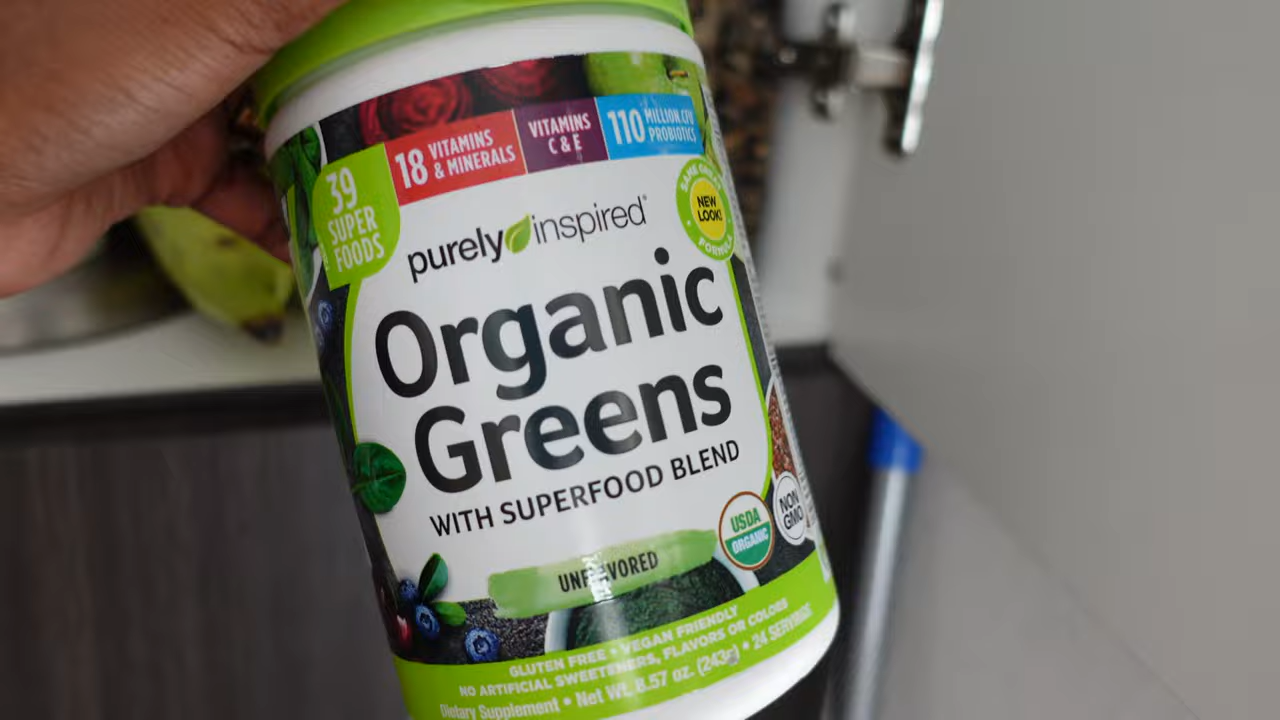 39
SUPER
FOODS
18 VITAMINS
& MINERALS
VITAMINS
C & E
110 MILLION CFU
PROBIOTICS
purely inspired®
NEW
LOOK!
FORMULA
Organic
Greens
WITH SUPERFOOD BLEND
USDA
ORGANIC
NON
GMO
UNFLAVORED
GLUTEN FREE • VEGAN FRIENDLY
NO ARTIFICIAL SWEETENERS, FLAVORS OR COLORS
Dietary Supplement • Net Wt. 8.57 oz. (243g) • 24 SERVINGS